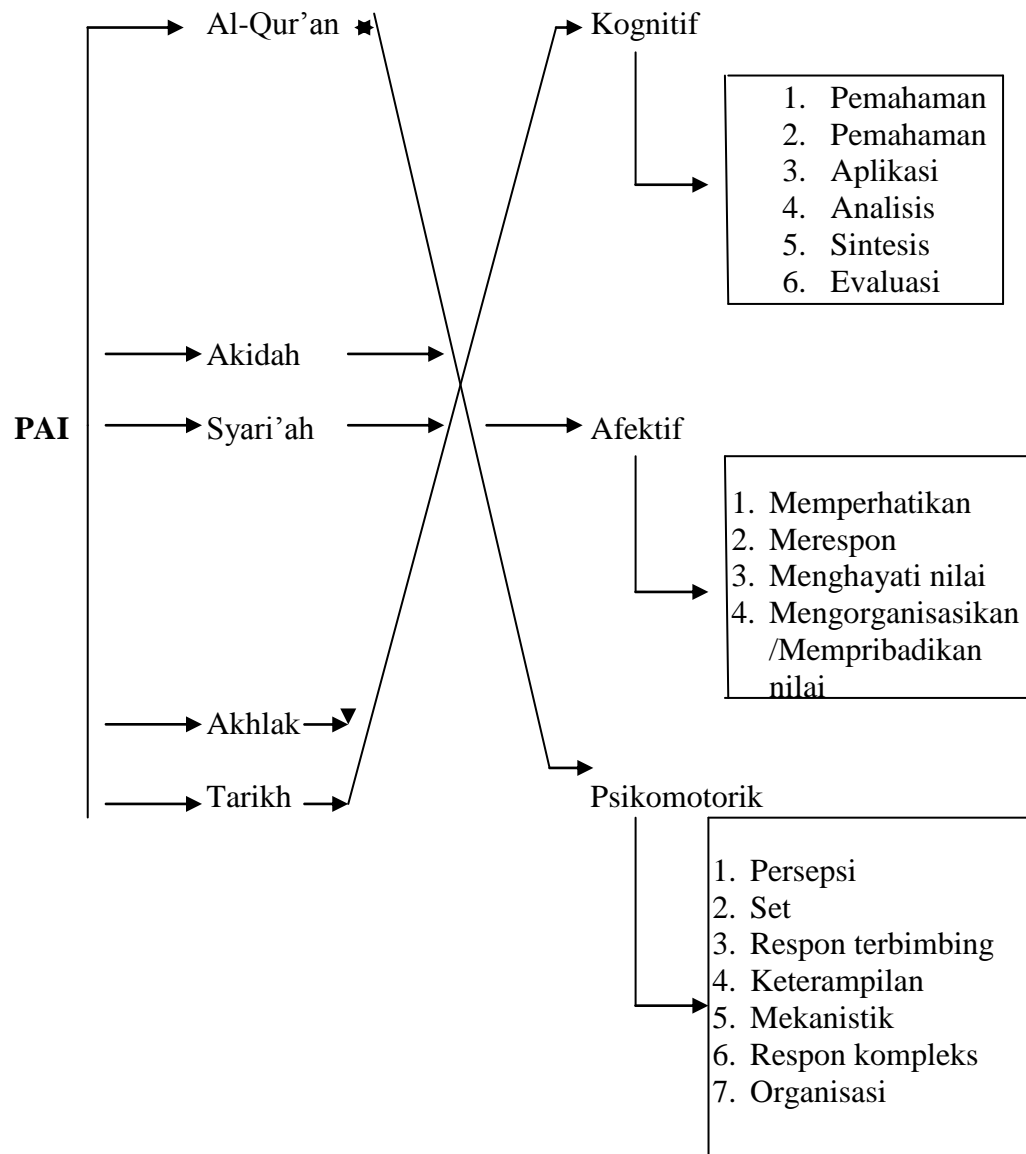 Al-Qur’an
Kognitif
1. Pemahaman
2. Pemahaman
3. Aplikasi
4. Analisis
5. Sintesis
6. Evaluasi
Akidah
PAI
Syari’ah
Afektif
1. Memperhatikan
2. Merespon
3. Menghayati nilai
4. Mengorganisasikan
/Mempribadikan
nilai
Akhlak
Tarikh
Psikomotorik
1. Persepsi
2. Set
3. Respon terbimbing
4. Keterampilan
5. Mekanistik
6. Respon kompleks
7. Organisasi